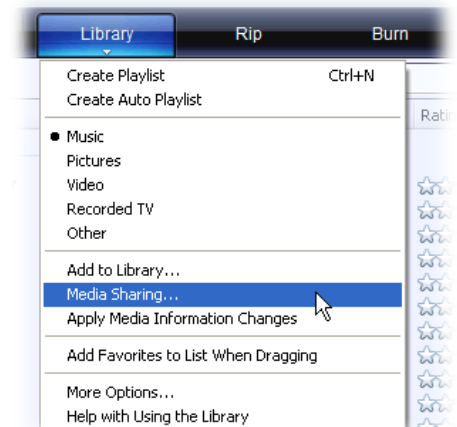 Library Rip Burn
Create Playlist Ctrl+N
Create Auto Playlist
Music
Pictures
Video
Recorded TV
Other
Add to Library...
Media Sharing...
Apply Media Information Changes
Add Favorites to List When Dragging
More Options...
Help with Using the Library